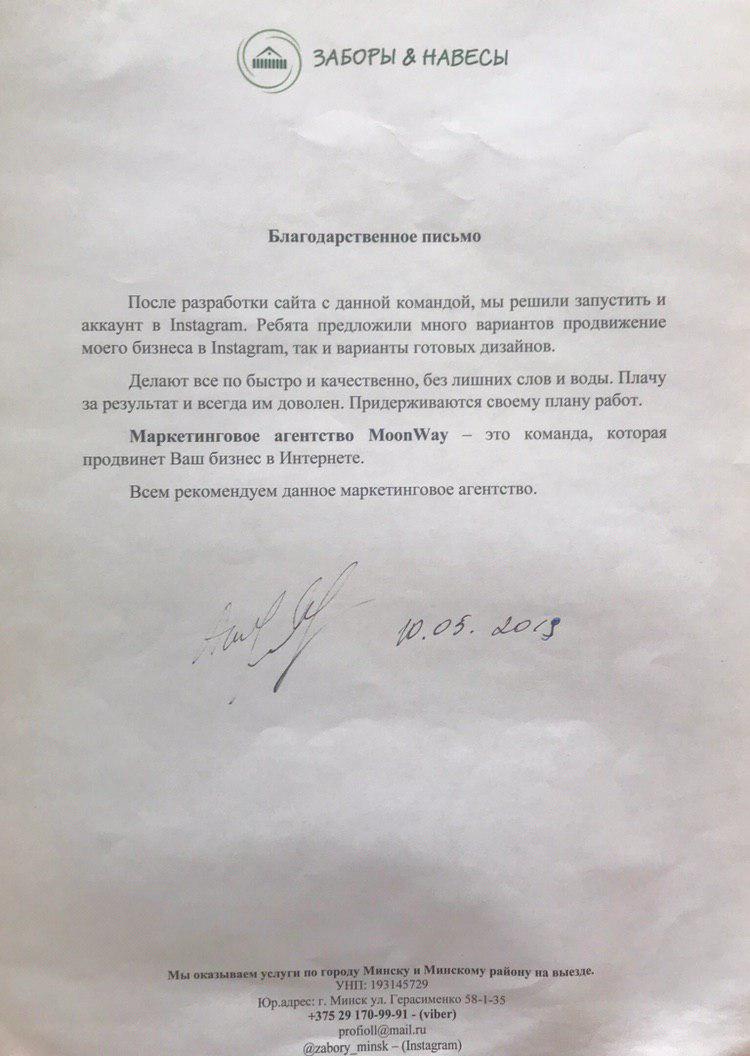 ЗАБОРЫ & НАВЕСЫ
Благодарственное письмо
После разработки сайта с данной командой, мы решили запустить и
аккаунт в Instagram. Ребята предложили много вариантов продвижение
моего бизнеса в Instagram, так и варианты готовых дизайнов.
Делают все по быстро и качественно, без лишних слов и воды. Плачу
за результат и всегда им доволен. Придерживаются своему плану работ.
Маркетинговое агентство MoonWay – это команда, которая
продвинет Ваш бизнес в Интернете.
Всем рекомендуем данное маркетинговое агентство.
10.05. 2019
Мы оказываем услуги по городу Минску и Минскому району на выезде.
УНП: 193145729
Юр.адрес: г. Минск ул. Герасименко 58-1-35
+375 29 170-99-91 - (viber)
profioll@mail.ru
@zabory_minsk – (Instagram)